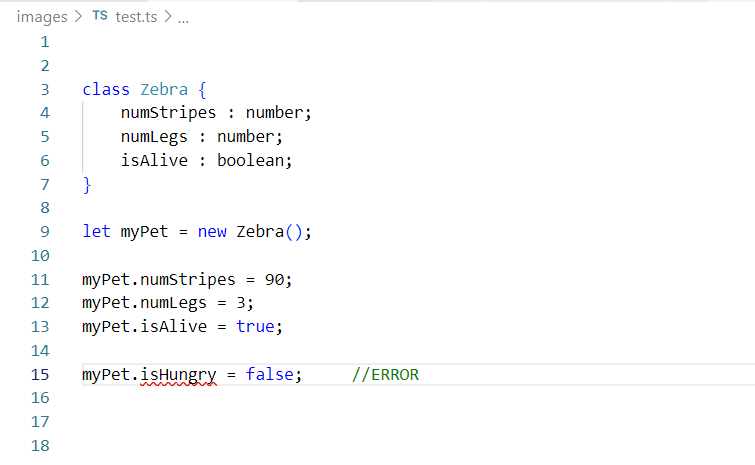 images > TS test.ts > ...
1
2
3 class Zebra {
4     numStripes : number;
5     numLegs : number;
6     isAlive : boolean;
7 }
8
9 let myPet = new Zebra();
10
11 myPet.numStripes = 90;
12 myPet.numLegs = 3;
13 myPet.isAlive = true;
14
15 myPet.isHungry = false;     //ERROR
16
17
18